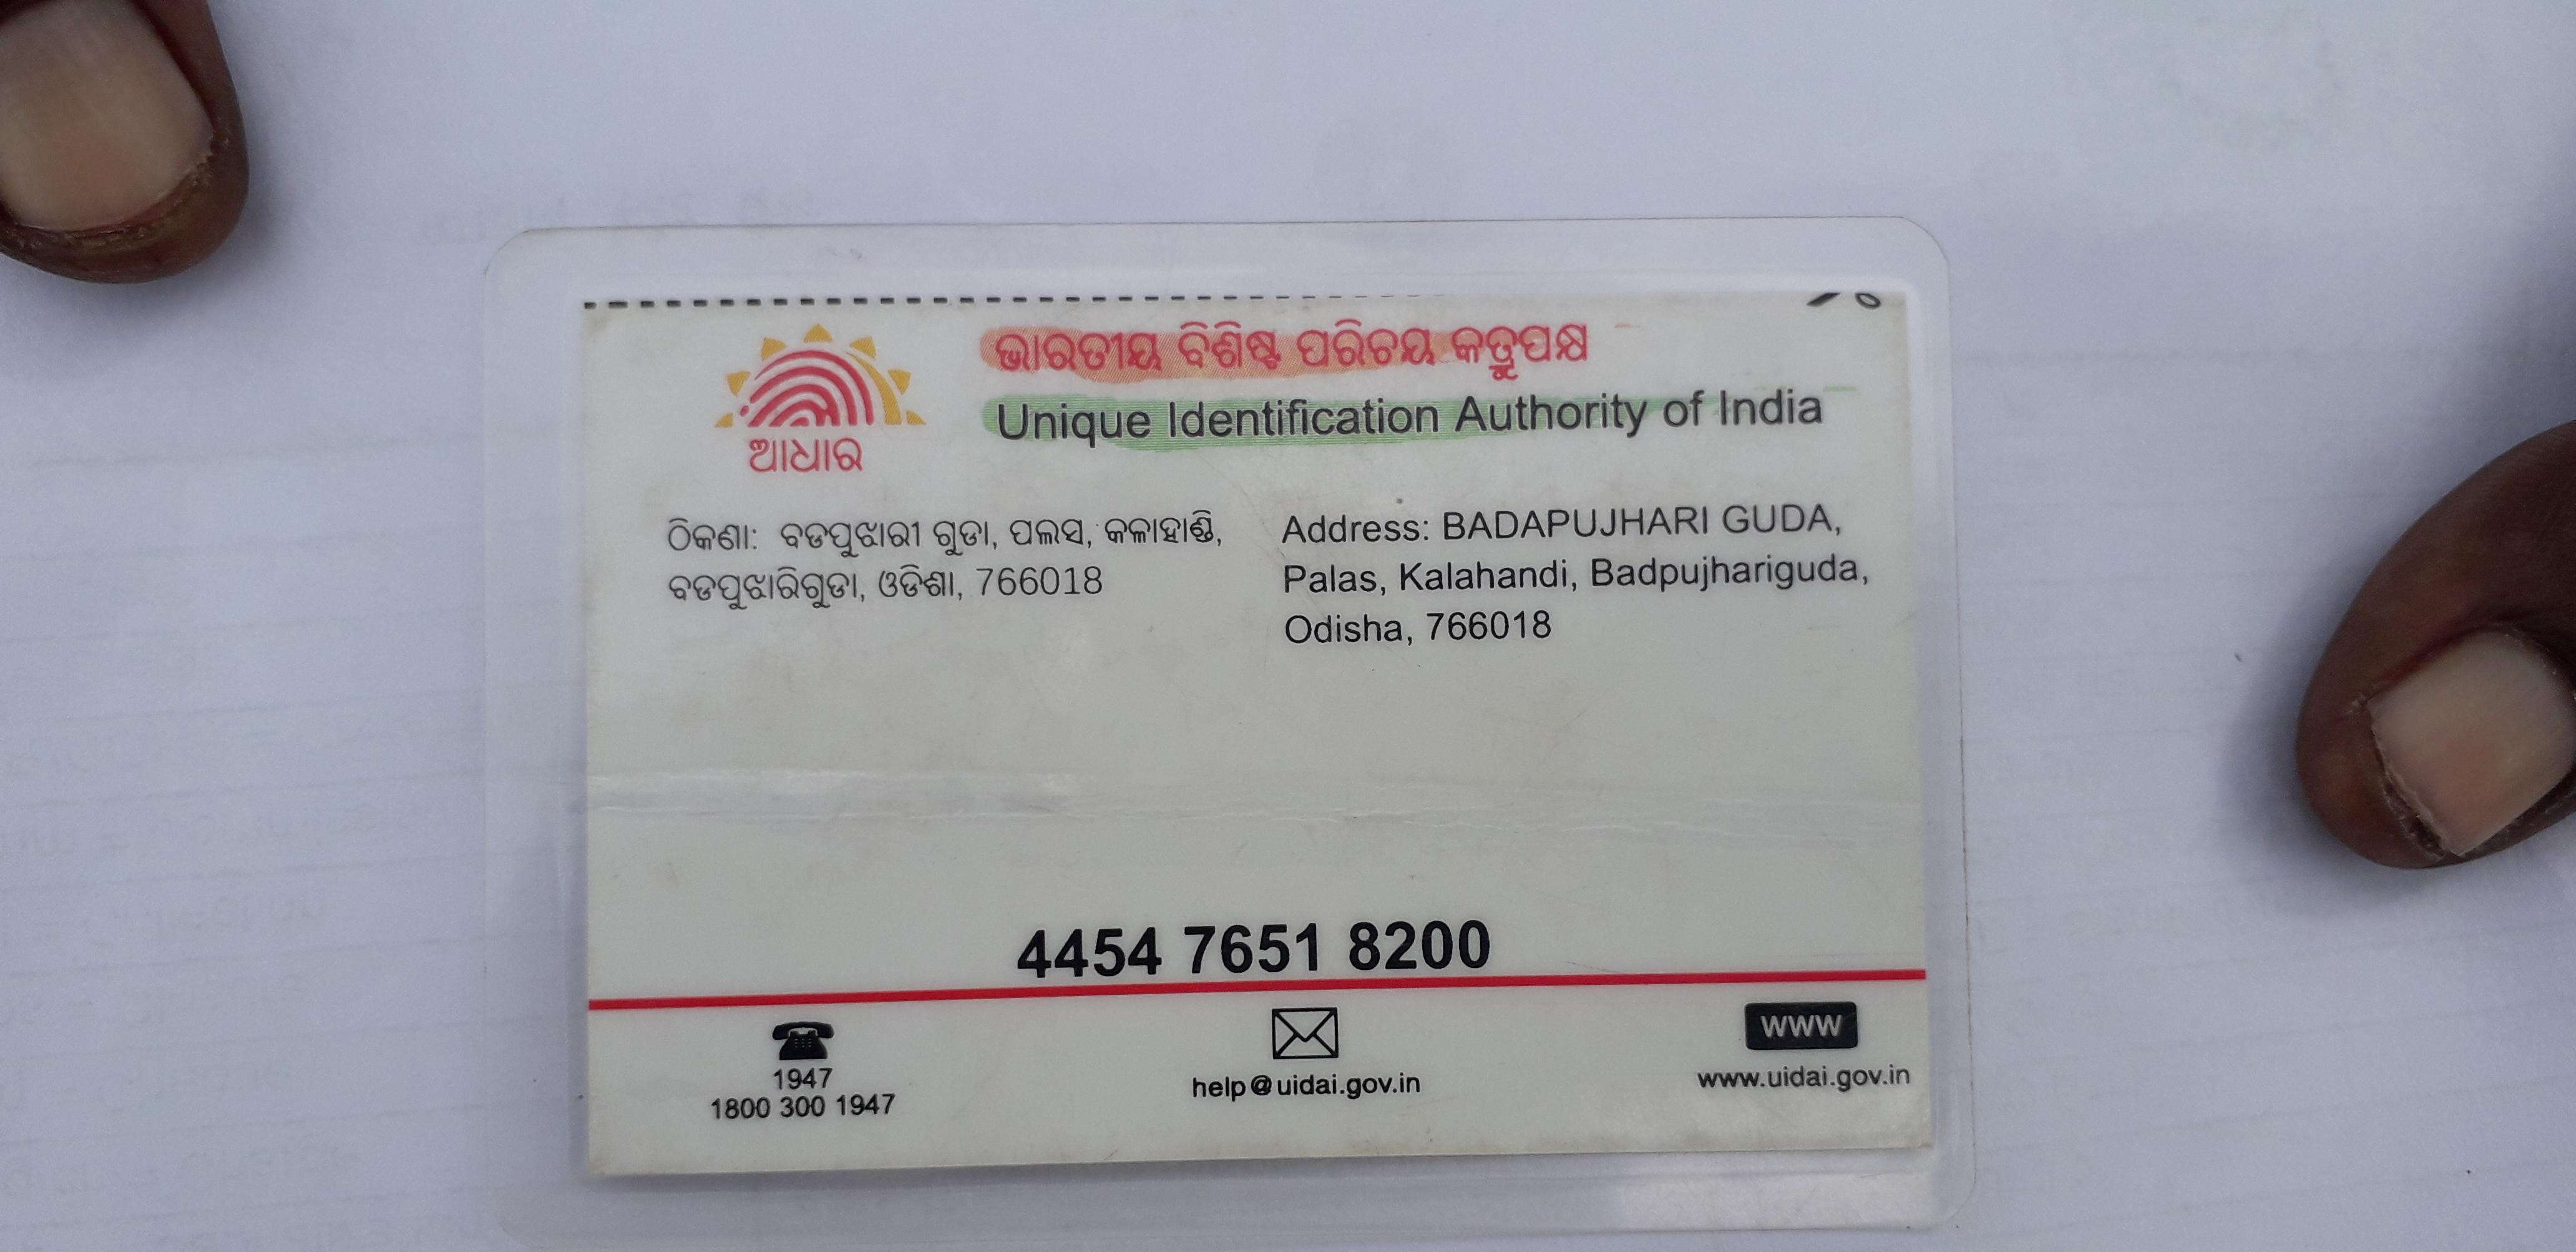 ଭାରତୀୟ ବିଶିଷ୍ଟ ପରିଚୟ କର୍ତ୍ତୃପକ୍ଷ
Unique Identification Authority of India
ଆଧାର
ଠିକଣା: ବଡପୁଝାରୀ ଗୁଡା, ପଲସ, କଳାହାଣ୍ଡି,
ବଡପୁଝାରିଗୁଡା, ଓଡିଶା, 766018
Address: BADAPUJHARI GUDA,
Palas, Kalahandi, Badpujhariguda,
Odisha, 766018
4454 7651 8200
1947
1800 300 1947
help@uidai.gov.in
www
www.uidai.gov.in